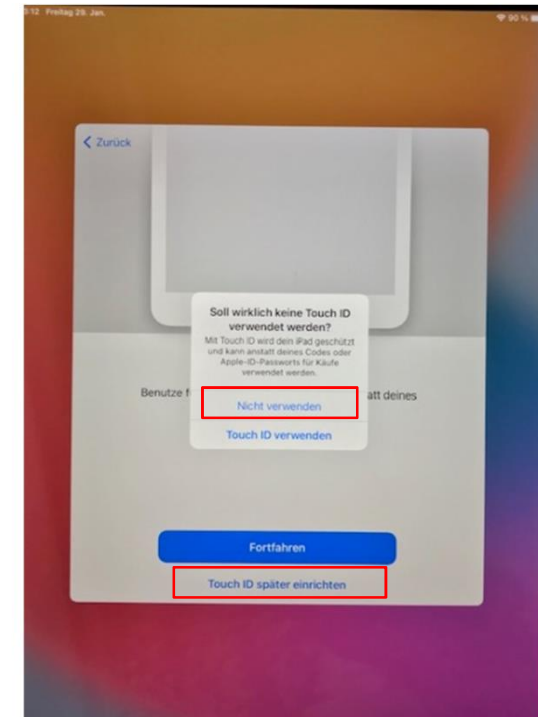 Freitag 29. Jan.
90 %
Zurück
Soll wirklich keine Touch ID
verwendet werden?
Mit Touch ID wird dein iPad geschützt
und kann anstatt deines Codes oder
Apple-ID-Passworts für Käufe
verwendet werden.
Benutze
att deines
Nicht verwenden
Touch ID verwenden
Fortfahren
Touch ID später einrichten